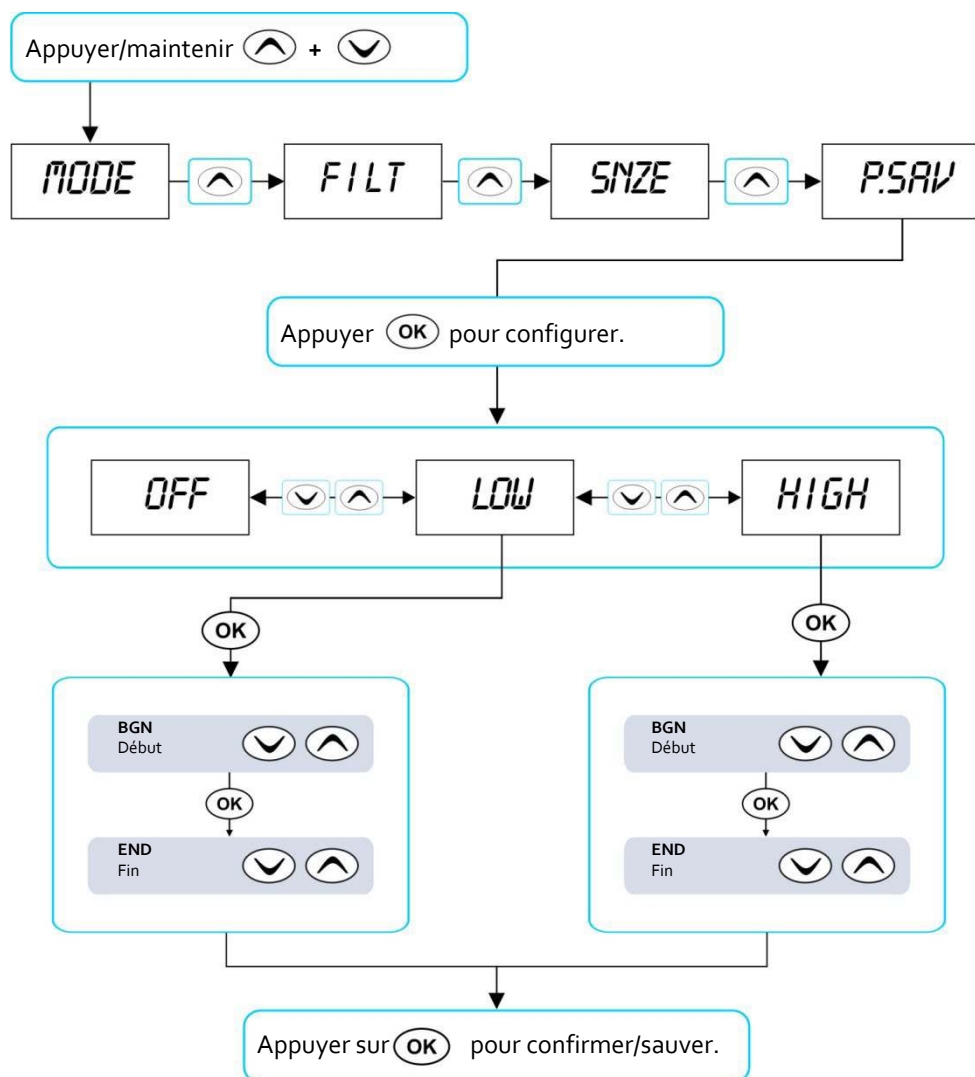 Appuyer/maintenir +
MODE FILT SNZE P.SAV
Appuyer OK pour configurer.
OFF LOW HIGH
OK OK
BGN
Début
OK
END
Fin
BGN
Début
OK
END
Fin
Appuyer sur OK pour confirmer/sauver.